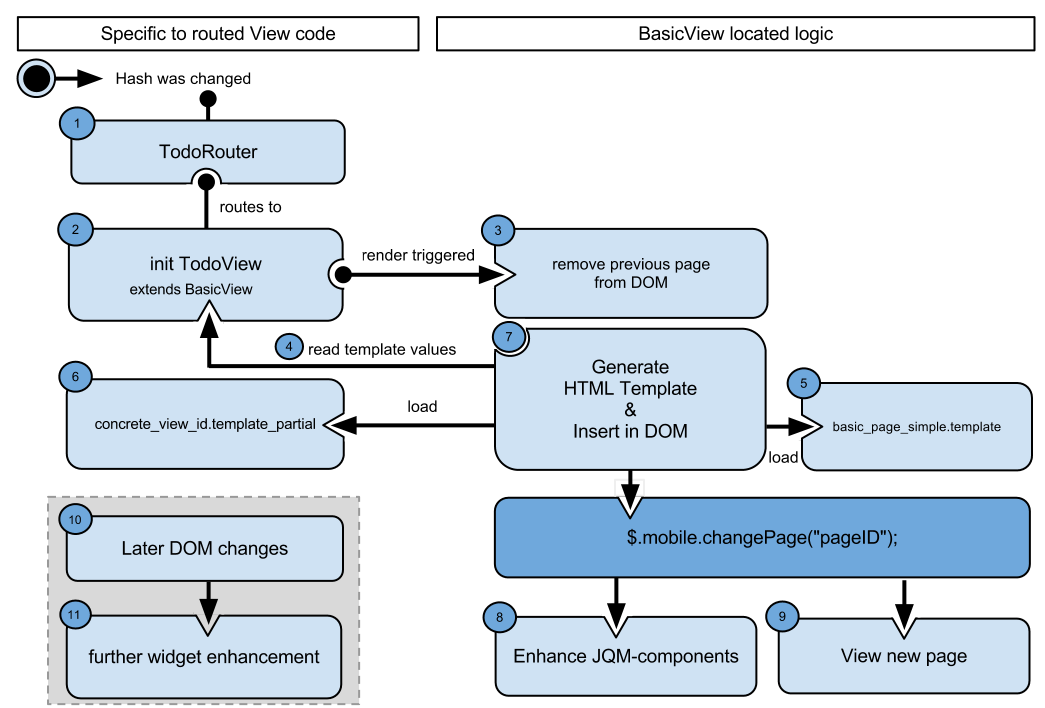 Specific to routed View code
BasicView located logic
Hash was changed
1
TodoRouter
routes to
2
init TodoView
extends BasicView
render triggered
3
remove previous page
from DOM
4
read template values
7
Generate
HTML Template
&
Insert in DOM
6
concrete_view_id.template_partial
load
5
basic_page_simple.template
load
$.mobile.changePage("pageID");
10
Later DOM changes
11
further widget enhancement
8
Enhance JQM-components
9
View new page